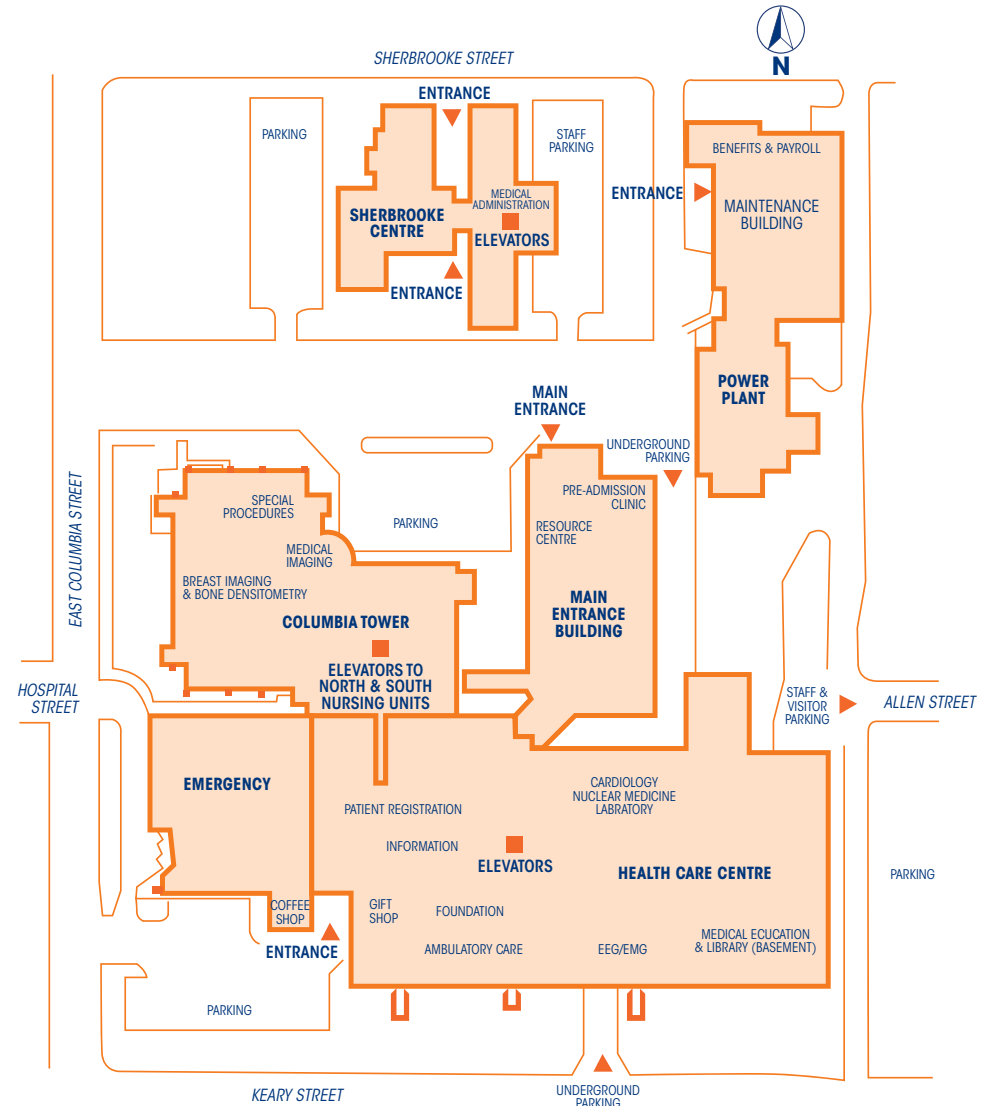 SHERBROOKE STREET
N
ENTRANCE
PARKING
STAFF
PARKING
BENEFITS & PAYROLL
ENTRANCE
MEDICAL
ADMINISTRATION
MAINTENANCE
BUILDING
SHERBROOKE
CENTRE
ELEVATORS
ENTRANCE
POWER
PLANT
MAIN
ENTRANCE
UNDERGROUND
PARKING
EAST COLUMBIA STREET
SPECIAL
PROCEDURES
PARKING
PRE-ADMISSION
CLINIC
RESOURCE
CENTRE
MEDICAL
IMAGING
BREAST IMAGING
& BONE DENSITOMETRY
COLUMBIA TOWER
MAIN
ENTRANCE
BUILDING
ELEVATORS TO
NORTH & SOUTH
NURSING UNITS
HOSPITAL
STREET
STAFF &
VISITOR
PARKING
ALLEN STREET
EMERGENCY
CARDIOLOGY
NUCLEAR MEDICINE
LABRATORY
PATIENT REGISTRATION
INFORMATION
ELEVATORS
HEALTH CARE CENTRE
PARKING
COFFEE
SHOP
GIFT
SHOP
FOUNDATION
ENTRANCE
AMBULATORY CARE
EEG/EMG
MEDICAL ECUCATION
& LIBRARY (BASEMENT)
PARKING
KEARY STREET
UNDERGROUND
PARKING